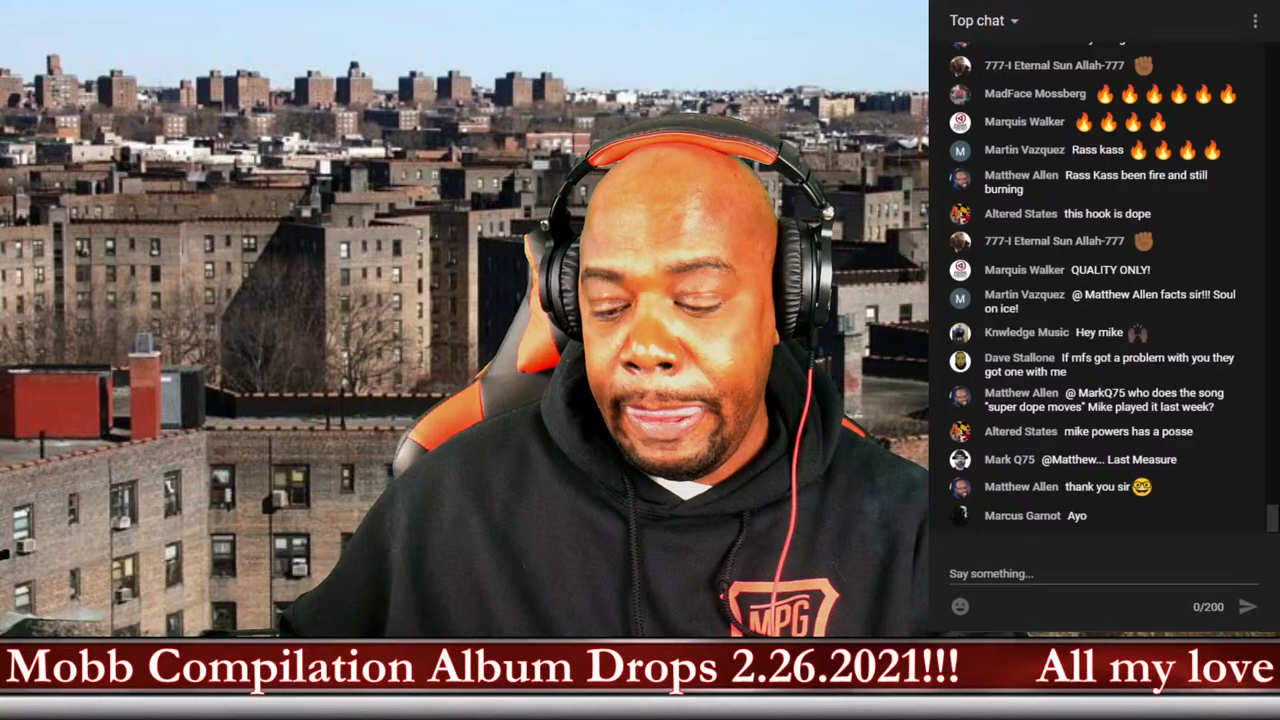 Top chat
777-I Eternal Sun Allah-777 ✊🏾
MadFace Mossberg 🔥🔥🔥🔥🔥🔥
Marquis Walker 🔥🔥🔥🔥
M Martin Vazquez Rass kass 🔥🔥🔥🔥
Matthew Allen Rass Kass been fire and still
burning
Altered States this hook is dope
777-I Eternal Sun Allah-777 ✊🏾
Marquis Walker QUALITY ONLY!
M Martin Vazquez @ Matthew Allen facts sir!!! Soul
on ice!
Knwledge Music Hey mike 🙌🏿
Dave Stallone If mfs got a problem with you they
got one with me
Matthew Allen @ MarkQ75 who does the song
"super dope moves" Mike played it last week?
Altered States mike powers has a posse
Mark Q75 @Matthew... Last Measure
Matthew Allen thank you sir 🤓
Marcus Garnot Ayo
Say something...
0/200
MPG
Mobb Compilation Album Drops 2.26.2021!!! All my love